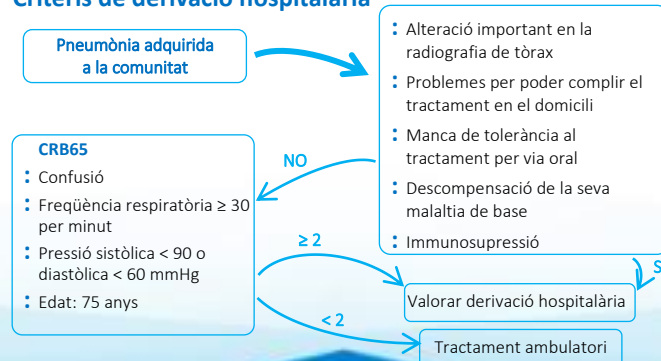 Criteris de derivació hospitalària
Pneumònia adquirida
a la comunitat
: Alteració important en la
radiografia de tòrax
: Problemes per poder complir el
tractament en el domicili
: Manca de tolerància al
tractament per via oral
: Descompensació de la seva
malaltia de base
: Immunosupressió
NO
CRB65
: Confusió
: Freqüència respiratòria ≥ 30
per minut
: Pressió sistòlica < 90 o
diastòlica < 60 mmHg
: Edat: 75 anys
≥ 2
S
Valorar derivació hospitalària
< 2
Tractament ambulatori